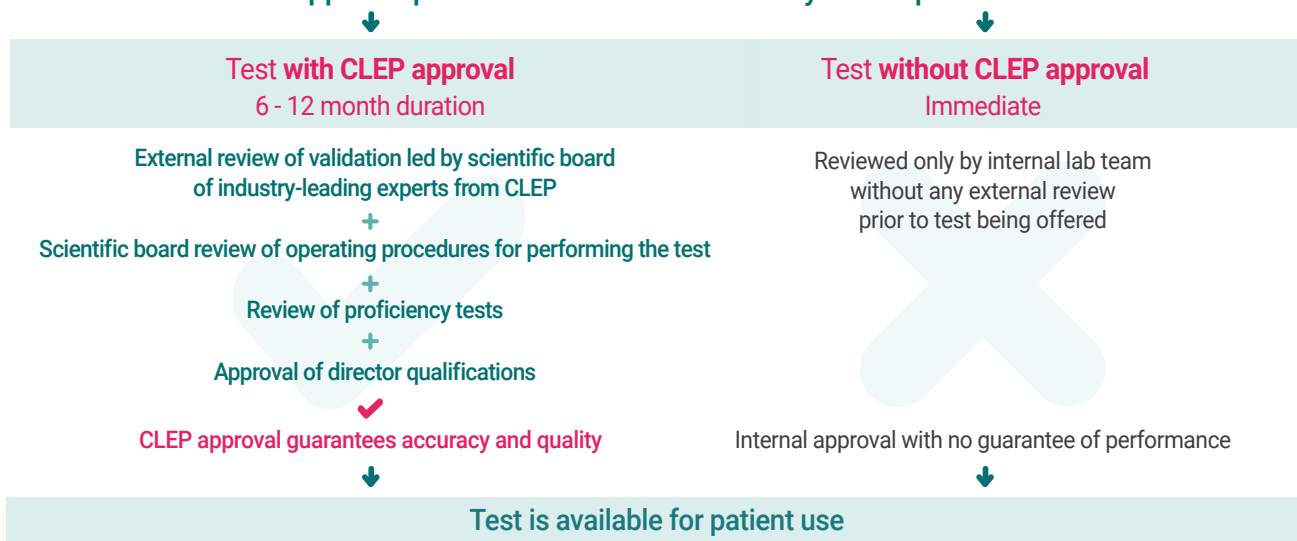 Test with CLEP approval
6 - 12 month duration
External review of validation led by scientific board
of industry-leading experts from CLEP
+
Scientific board review of operating procedures for performing the test
+
Review of proficiency tests
+
Approval of director qualifications
CLEP approval guarantees accuracy and quality
Test without CLEP approval
Immediate
Reviewed only by internal lab team
without any external review
prior to test being offered
Internal approval with no guarantee of performance
Test is available for patient use